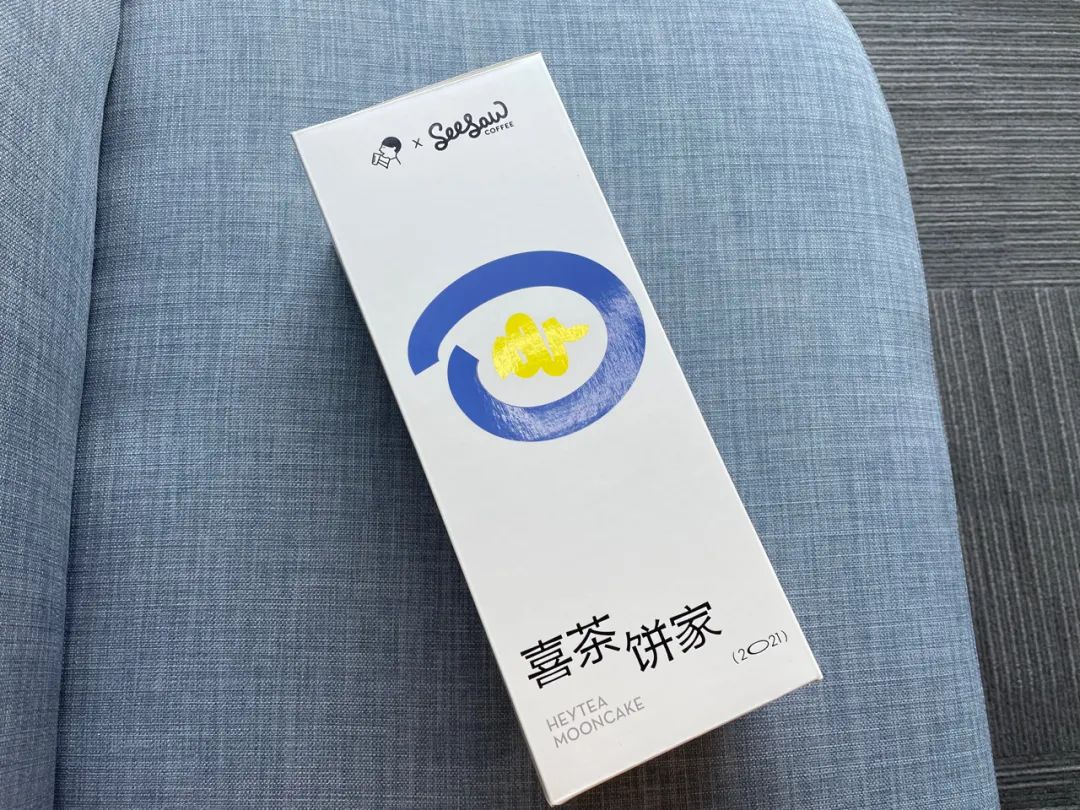 × SeeSaw
COFFEE
喜茶 饼家
(2021)
HEYTEA
MOONCAKE